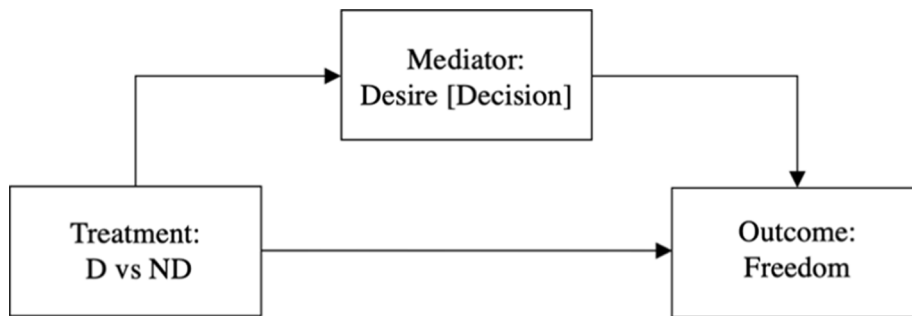 Mediator:
Desire [Decision]
Treatment:
D vs ND
Outcome:
Freedom